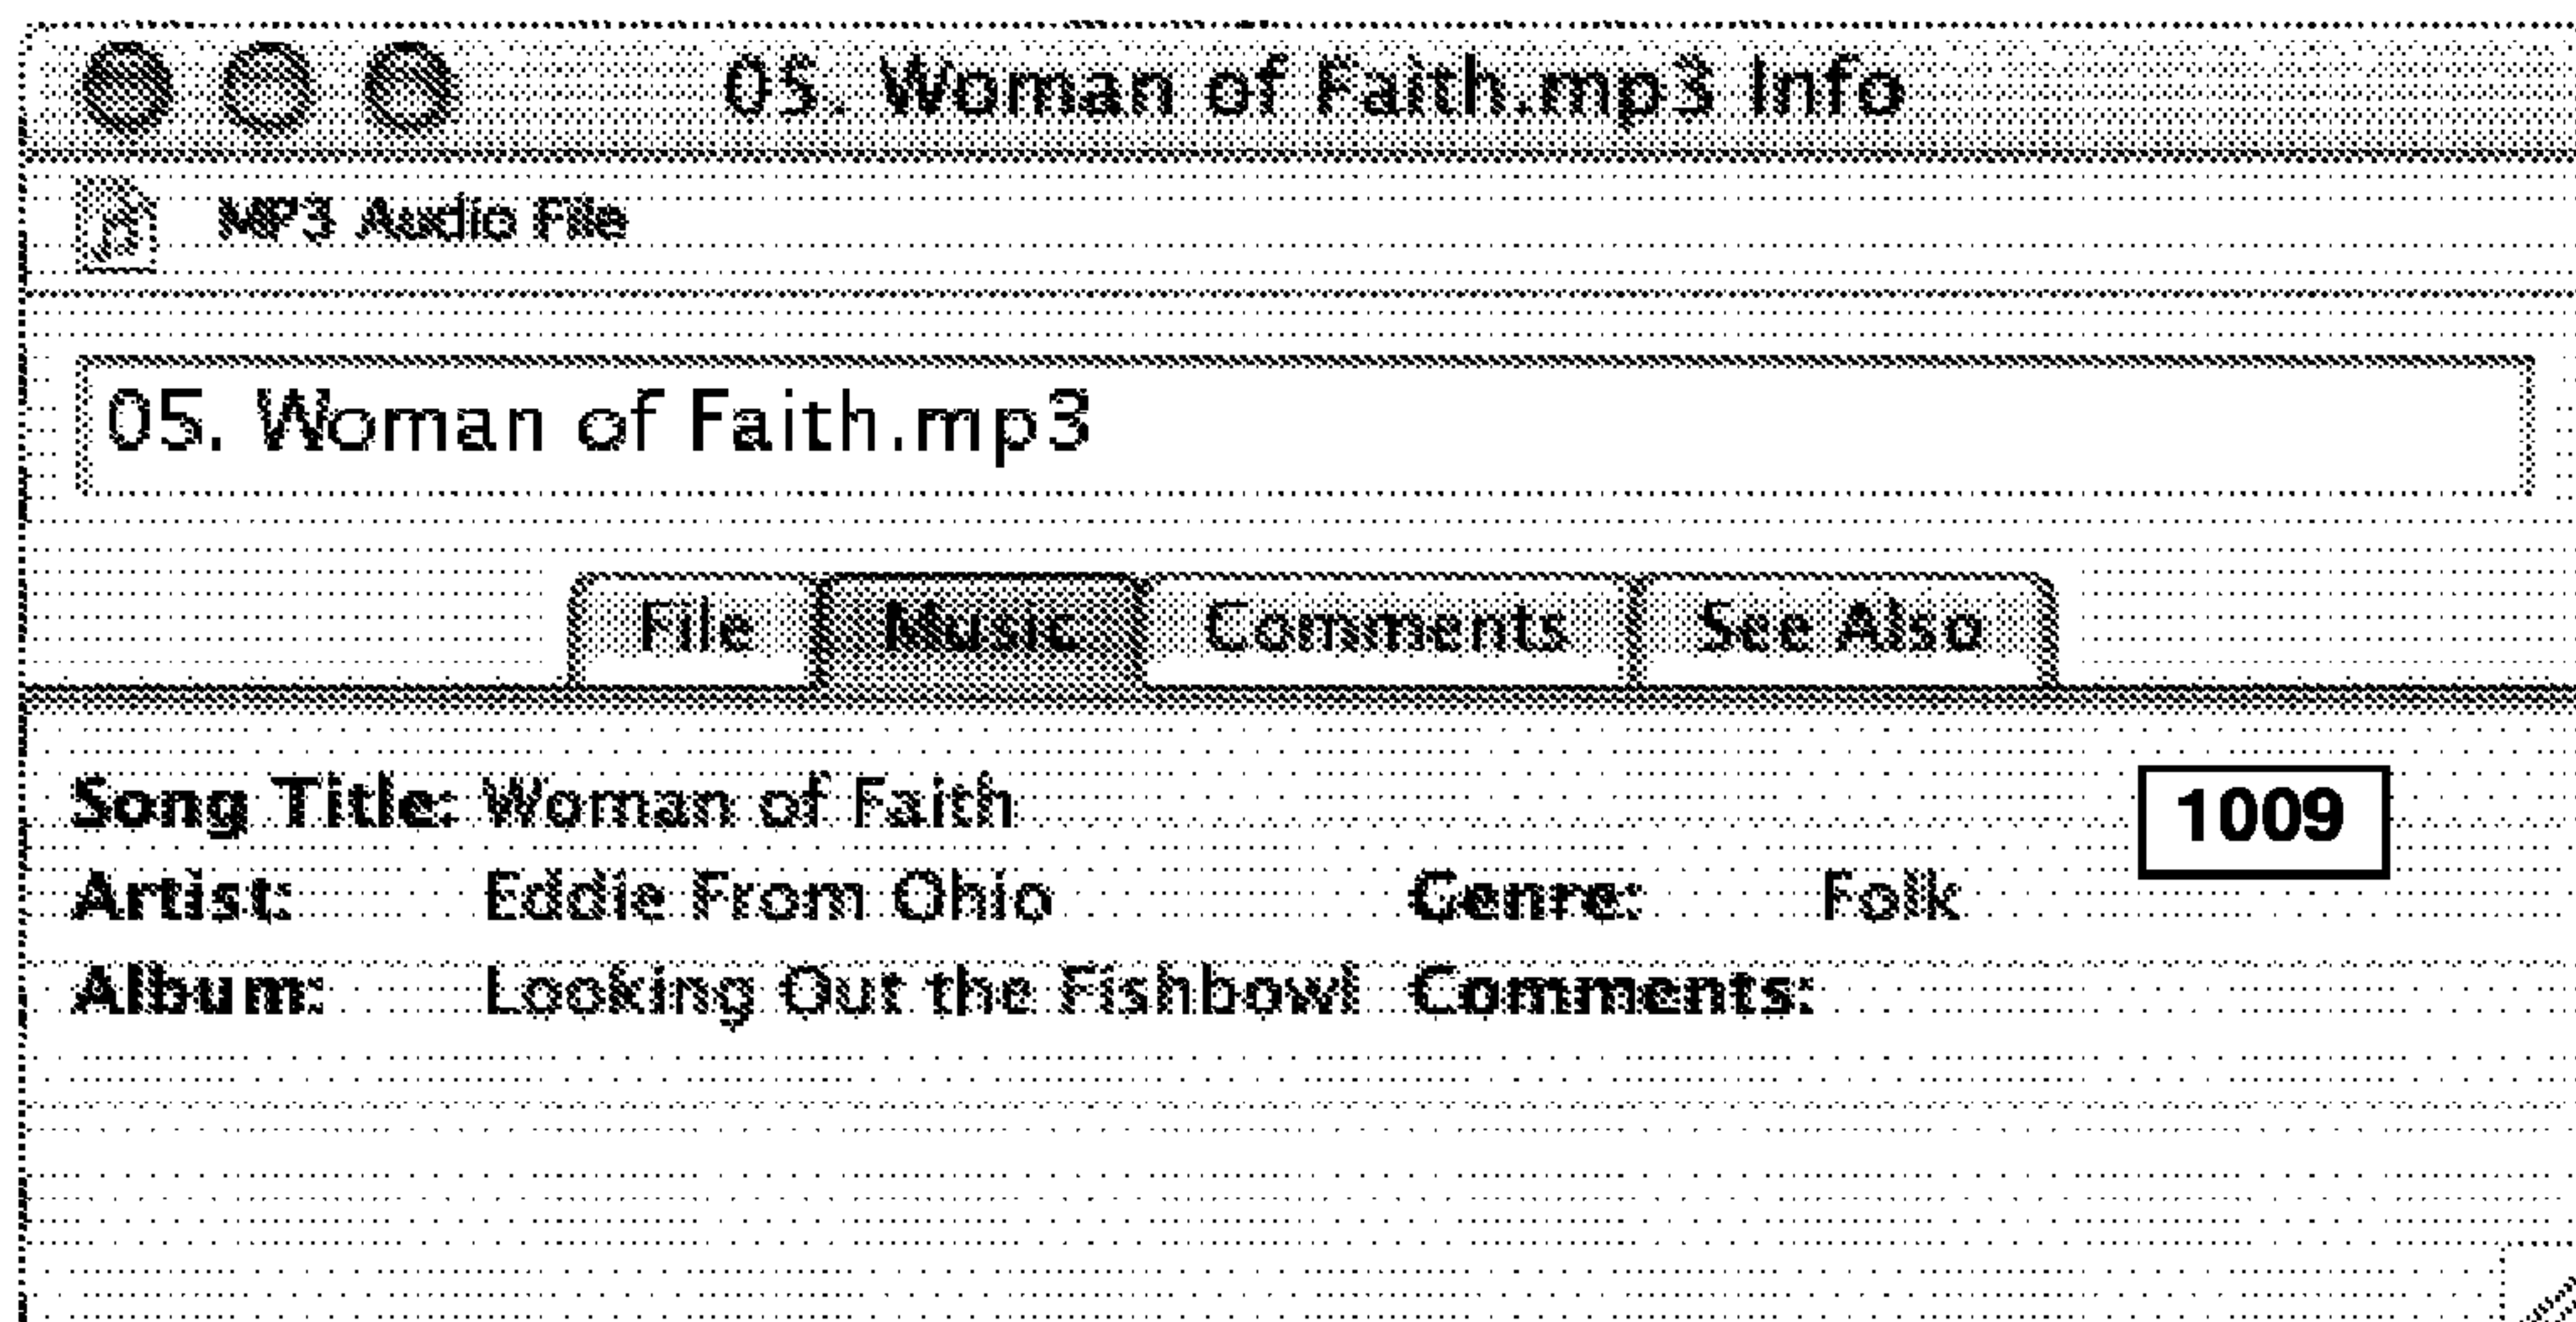 05. Woman of Faith.mp3 Info
MP3 Audio File
05. Woman of Faith.mp3
File Music Comments See Also
Song Title: Woman of Faith
1009
Artist: Eddie From Ohio Genre: Folk
Album: Looking Out the Fishbowl Comments: